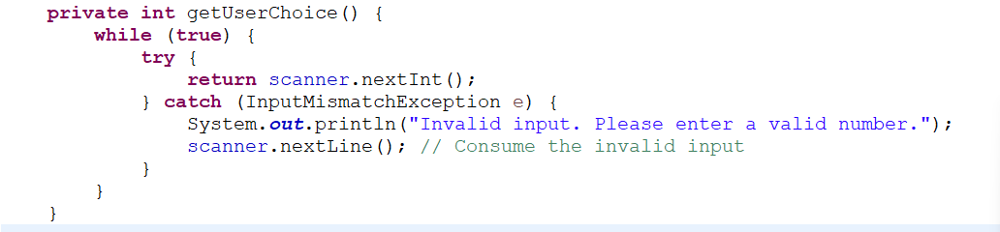 private int getUserChoice() {
    while (true) {
        try {
            return scanner.nextInt();
        } catch (InputMismatchException e) {
            System.out.println("Invalid input. Please enter a valid number.");
            scanner.nextLine(); // Consume the invalid input
        }
    }
}